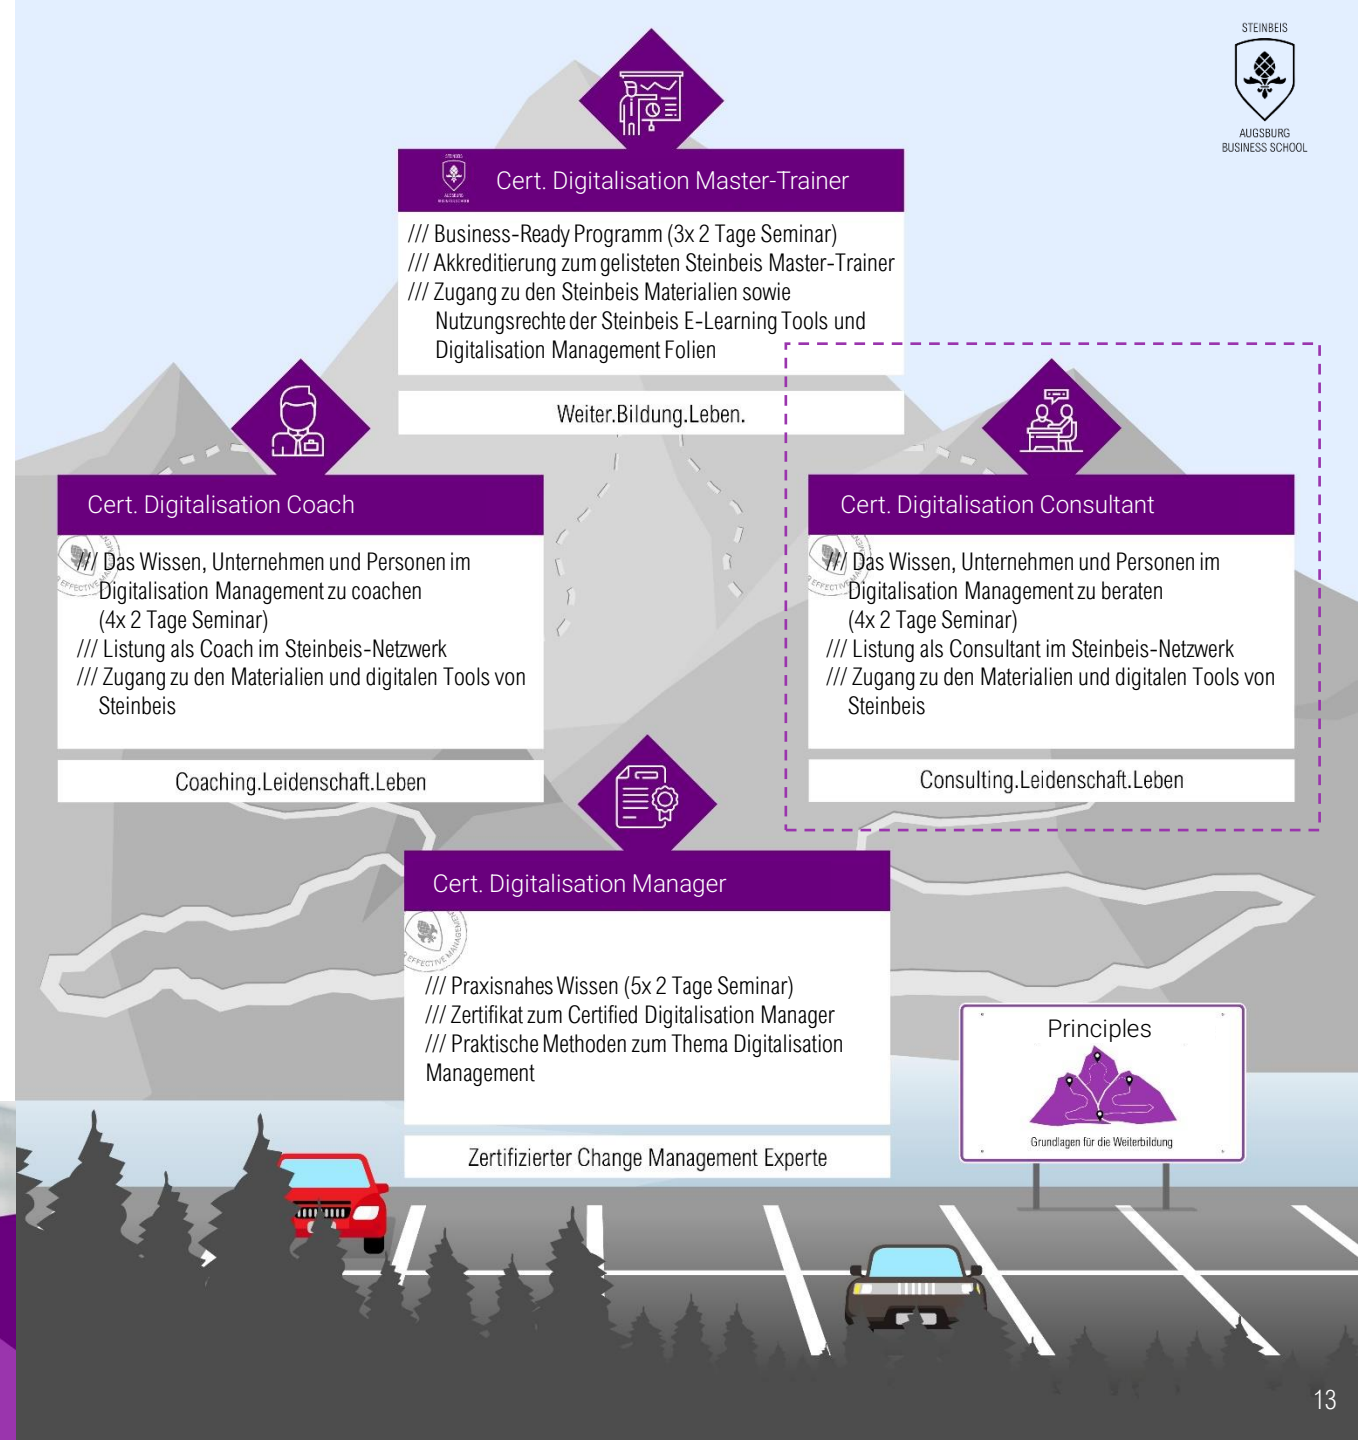 STEINBEIS
AUGSBURG
BUSINESS SCHOOL
Cert. Digitalisation Master-Trainer
/// Business-Ready Programm (3x 2 Tage Seminar)
/// Akkreditierung zum gelisteten Steinbeis Master-Trainer
/// Zugang zu den Steinbeis Materialien sowie
Nutzungsrechte der Steinbeis E-Learning Tools und
Digitalisation Management Folien
Weiter.Bildung.Leben.
Cert. Digitalisation Coach
/// Das Wissen, Unternehmen und Personen im
Digitalisation Management zu coachen
(4x 2 Tage Seminar)
/// Listung als Coach im Steinbeis-Netzwerk
/// Zugang zu den Materialien und digitalen Tools von
Steinbeis
Coaching.Leidenschaft.Leben
Cert. Digitalisation Consultant
/// Das Wissen, Unternehmen und Personen im
Digitalisation Management zu beraten
(4x 2 Tage Seminar)
/// Listung als Consultant im Steinbeis-Netzwerk
/// Zugang zu den Materialien und digitalen Tools von
Steinbeis
Consulting.Leidenschaft.Leben
Cert. Digitalisation Manager
EFFECTIVE MANAGEMENT
/// Praxisnahes Wissen (5x 2 Tage Seminar)
/// Zertifikat zum Certified Digitalisation Manager
/// Praktische Methoden zum Thema Digitalisation
Management
Zertifizierter Change Management Experte
Principles
Grundlagen für die Weiterbildung
13